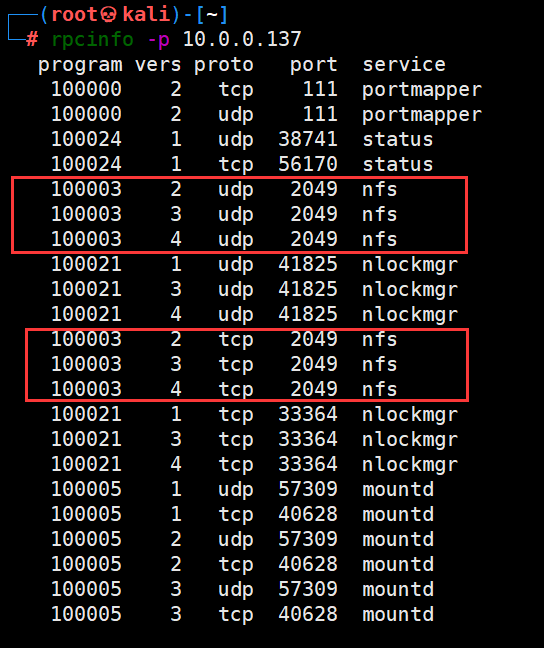 ┌──(root💀kali)-[~]
└─# rpcinfo -p 10.0.0.137
   program vers proto   port  service
    100000    2   tcp    111  portmapper
    100000    2   udp    111  portmapper
    100024    1   udp  38741  status
    100024    1   tcp  56170  status
    100003    2   udp   2049  nfs
    100003    3   udp   2049  nfs
    100003    4   udp   2049  nfs
    100021    1   udp  41825  nlockmgr
    100021    3   udp  41825  nlockmgr
    100021    4   udp  41825  nlockmgr
    100003    2   tcp   2049  nfs
    100003    3   tcp   2049  nfs
    100003    4   tcp   2049  nfs
    100021    1   tcp  33364  nlockmgr
    100021    3   tcp  33364  nlockmgr
    100021    4   tcp  33364  nlockmgr
    100005    1   udp  57309  mountd
    100005    1   tcp  40628  mountd
    100005    2   udp  57309  mountd
    100005    2   tcp  40628  mountd
    100005    3   udp  57309  mountd
    100005    3   tcp  40628  mountd